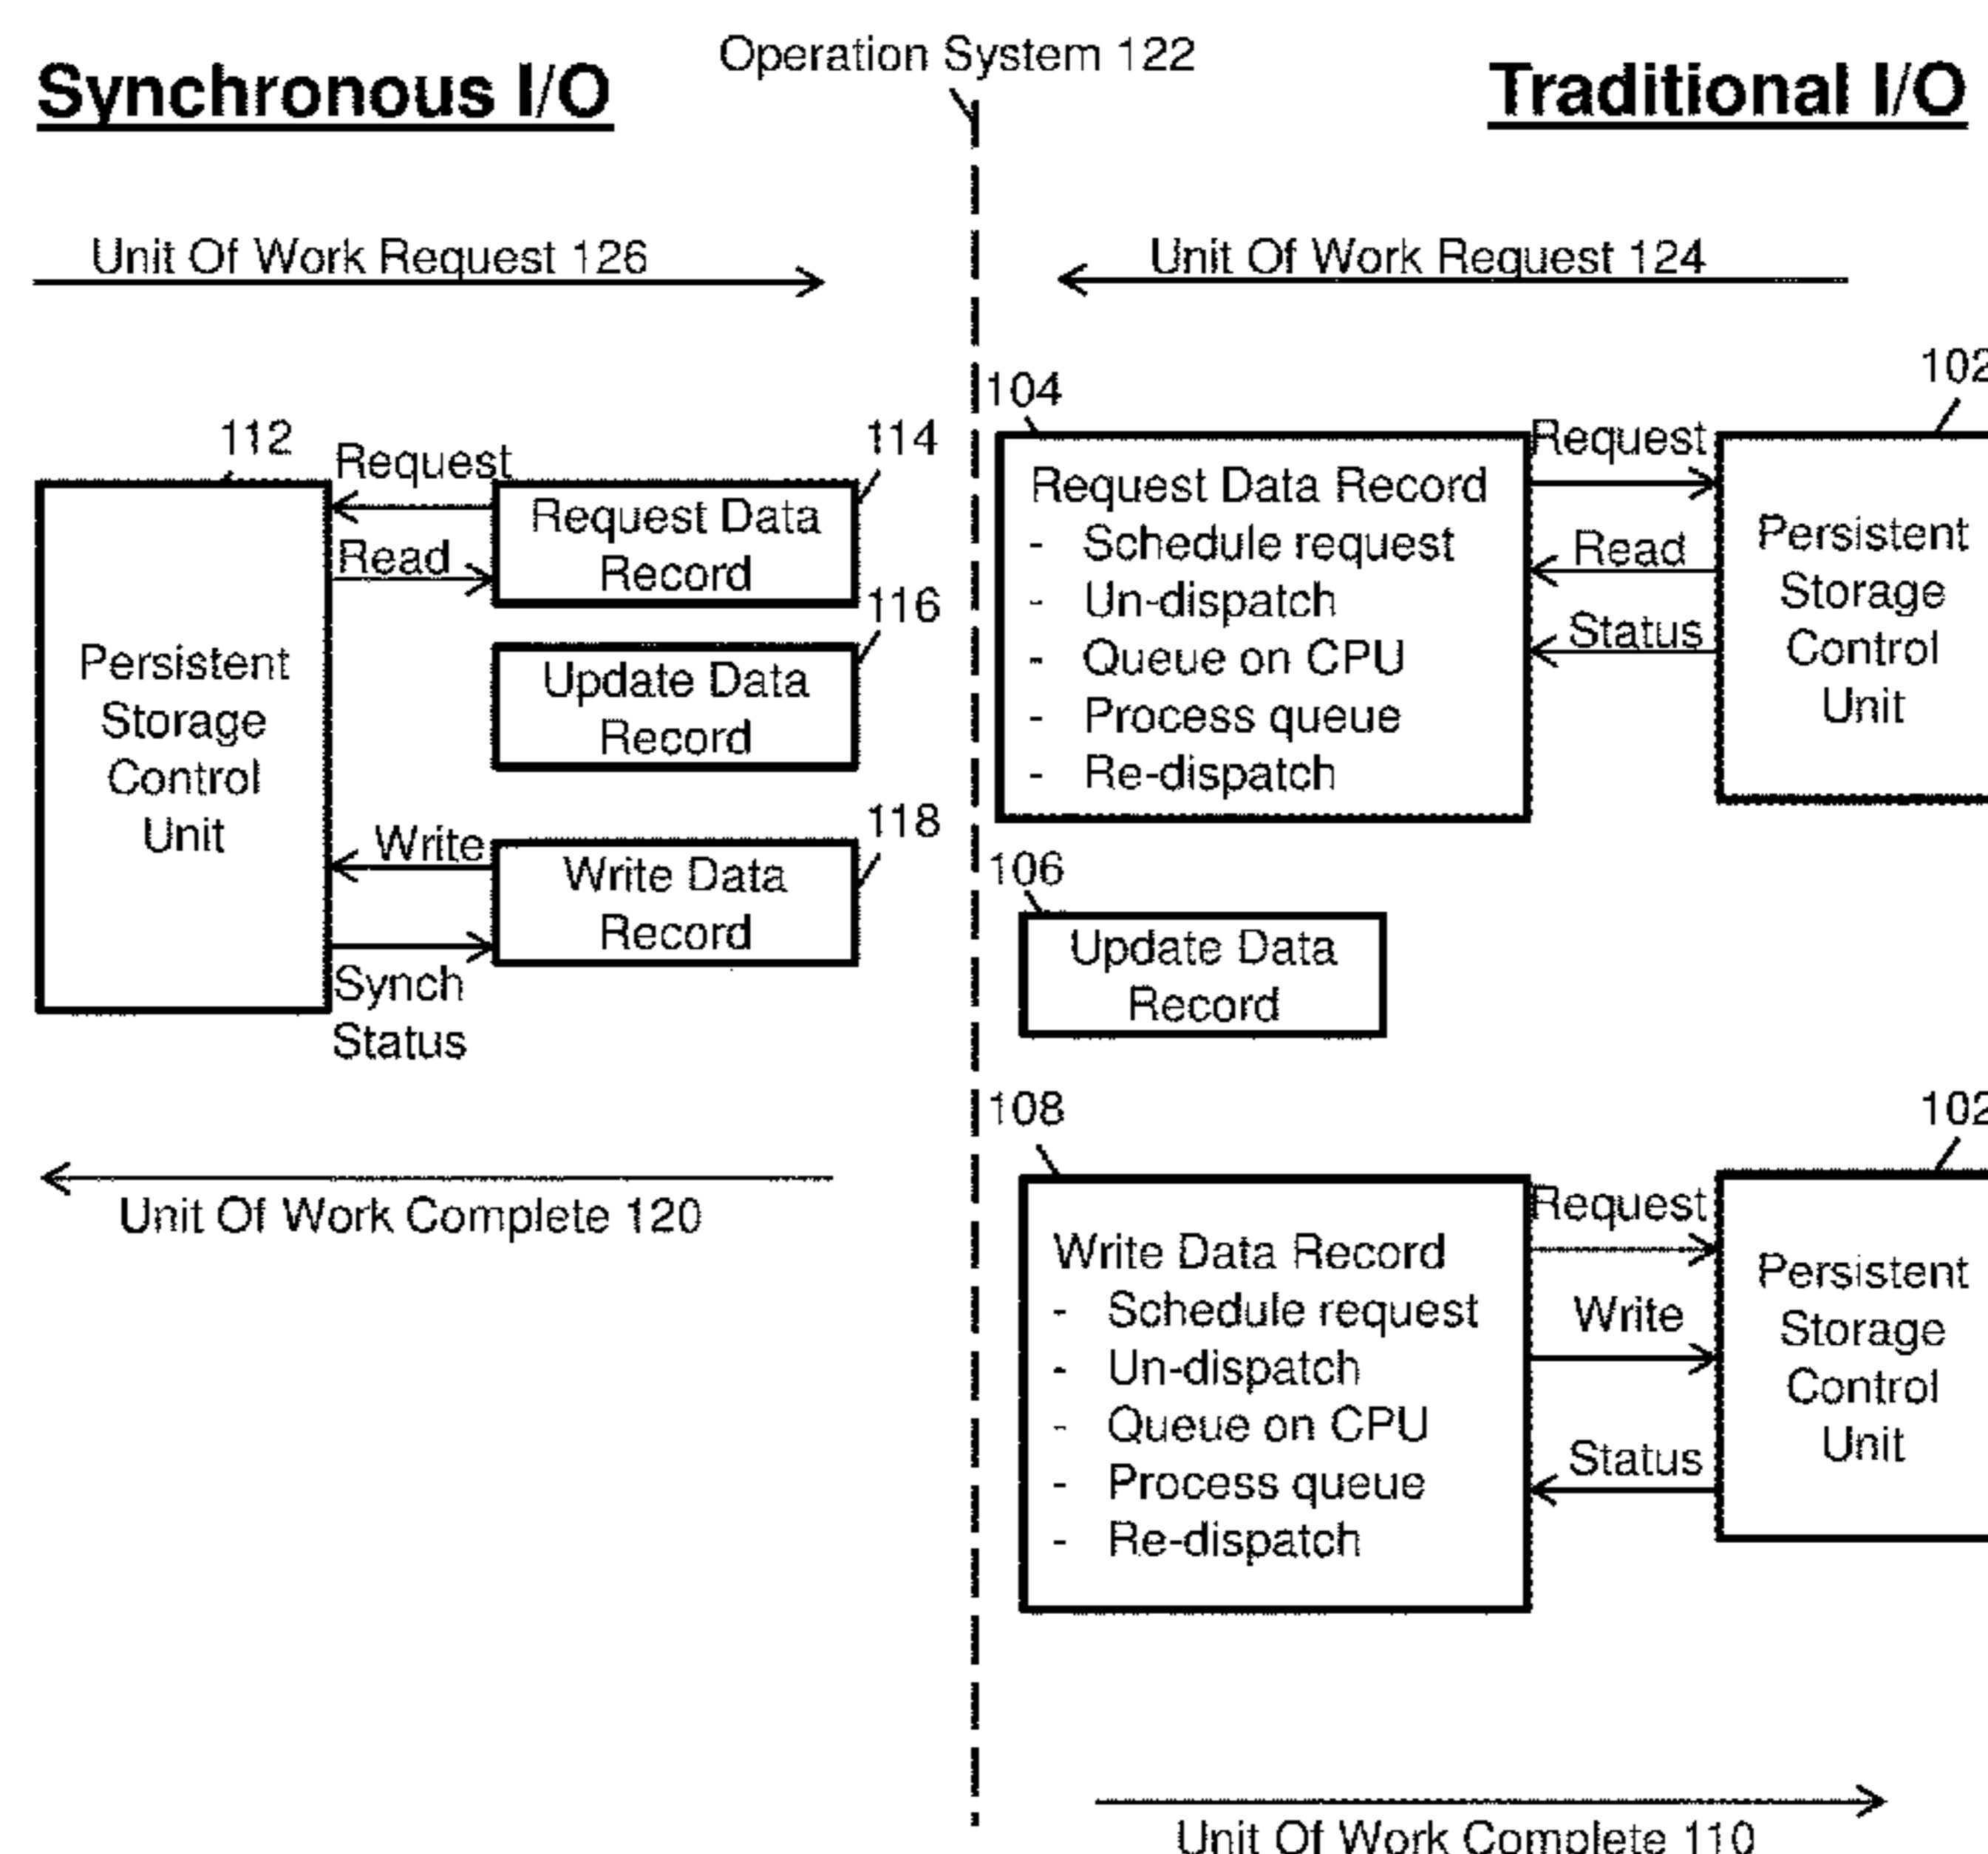 Operation System 122
Synchronous I/O
Traditional I/O
Unit Of Work Request 126
Unit Of Work Request 124
112
Request
Read
114
Request Data
Record
116
Update Data
Record
Persistent
Storage
Control
Unit
118
Write
Write Data
Record
Synch
Status
Unit Of Work Complete 120
104
Request Data Record
- Schedule request
- Un-dispatch
- Queue on CPU
- Process queue
- Re-dispatch
Request
Read
Status
102
Persistent
Storage
Control
Unit
106
Update Data
Record
108
Write Data Record
- Schedule request
- Un-dispatch
- Queue on CPU
- Process queue
- Re-dispatch
Request
Write
Status
102
Persistent
Storage
Control
Unit
Unit Of Work Complete 110